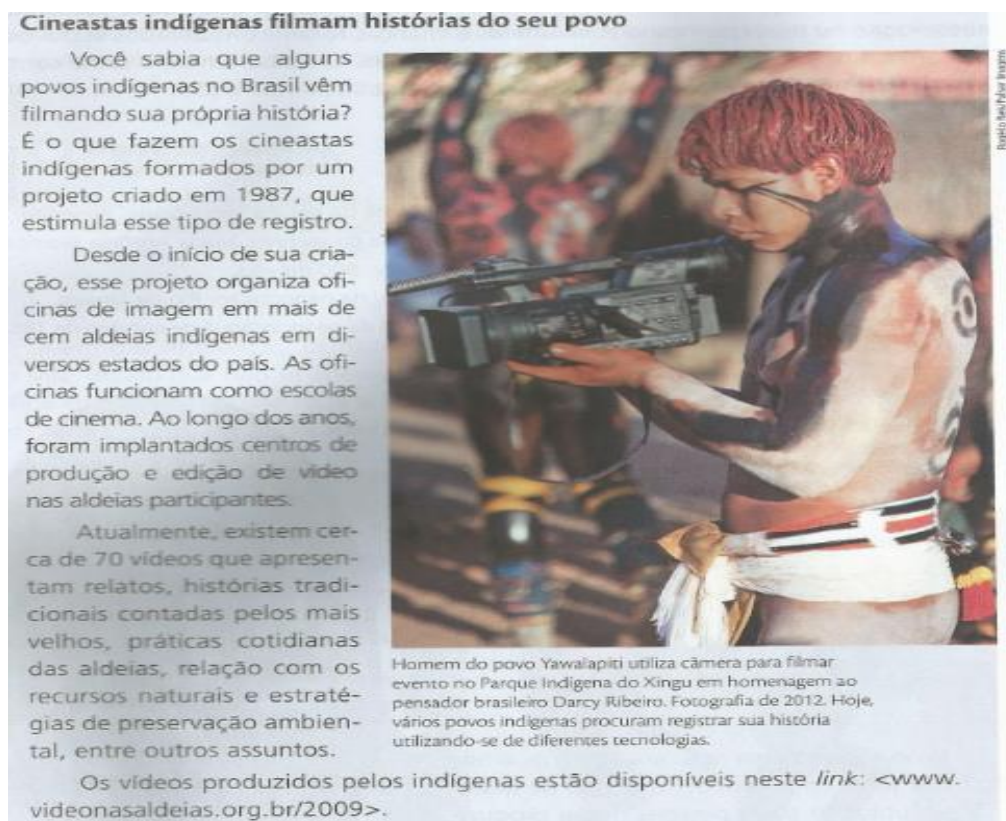 Cineastas indígenas filmam histórias do seu povo
Você sabia que alguns
povos indígenas no Brasil vêm
filmando sua própria história?
É o que fazem os cineastas
indígenas formados por um
projeto criado em 1987, que
estimula esse tipo de registro.
Desde o início de sua cria-
ção, esse projeto organiza ofi-
cinas de imagem em mais de
cem aldeias indígenas em di-
versos estados do país. As ofi-
cinas funcionam como escolas
de cinema. Ao longo dos anos,
foram implantados centros de
produção e edição de vídeo
nas aldeias participantes.
Atualmente, existem cer-
ca de 70 vídeos que apresen-
tam relatos, histórias tradi-
cionais contadas pelos mais
velhos, práticas cotidianas
das aldeias, relação com os
recursos naturais e estraté-
gias de preservação ambien-
tal, entre outros assuntos.
Homem do povo Yawalapiti utiliza câmera para filmar
evento no Parque Indígena do Xingu em homenagem ao
pensador brasileiro Darcy Ribeiro. Fotografia de 2012. Hoje,
vários povos indígenas procuram registrar sua história
utilizando-se de diferentes tecnologias.
Os vídeos produzidos pelos indígenas estão disponíveis neste link: <www.
videonasaldeias.org.br/2009>.